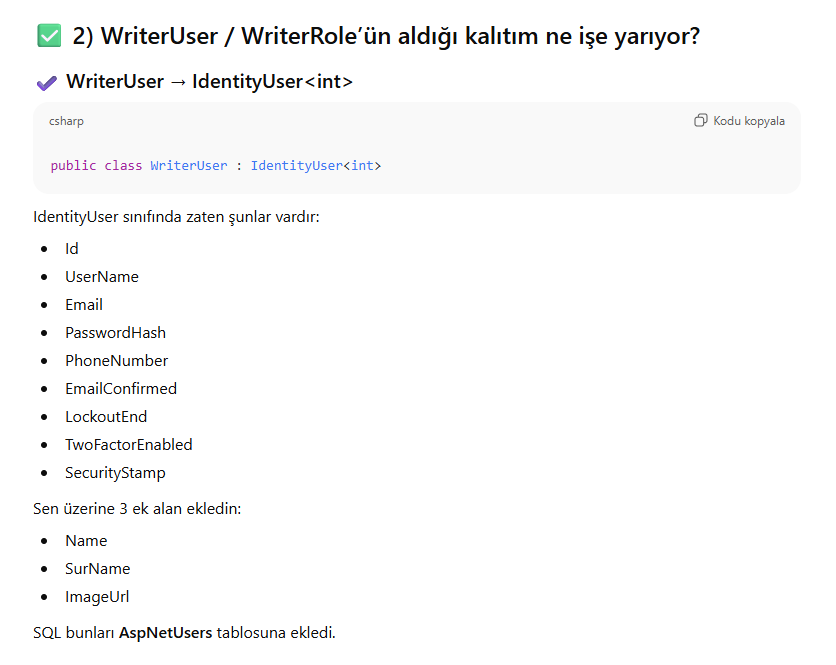 ✅ 2) WriterUser / WriterRole’ün aldığı kalıtım ne işe yarıyor?
✔ WriterUser → IdentityUser<int>
csharp
Kodu kopyala
public class WriterUser : IdentityUser<int>
IdentityUser sınıfında zaten şunlar vardır:
• Id
• UserName
• Email
• PasswordHash
• PhoneNumber
• EmailConfirmed
• LockoutEnd
• TwoFactorEnabled
• SecurityStamp
Sen üzerine 3 ek alan ekledin:
• Name
• SurName
• ImageUrl
SQL bunları AspNetUsers tablosuna ekledi.